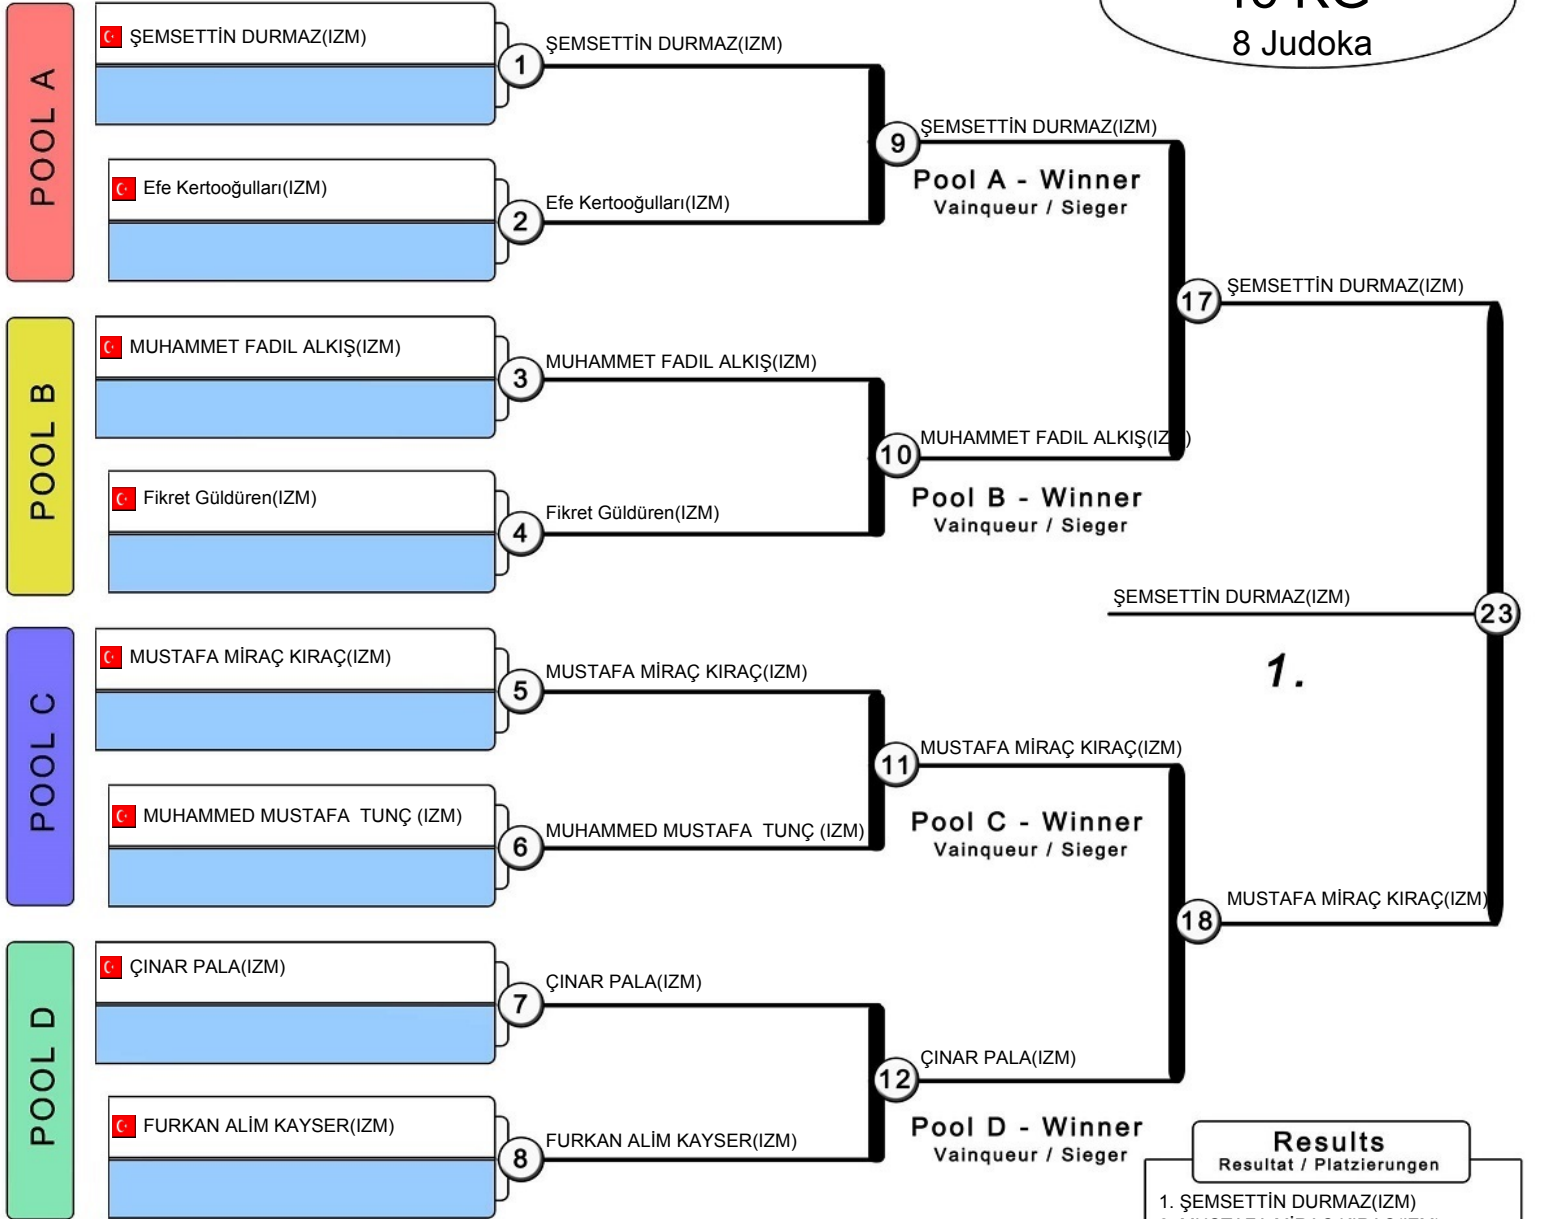 KG
8 Judoka
POOL A
ŞEMSETTİN DURMAZ(IZM)
1
ŞEMSETTİN DURMAZ(IZM)
Efe Kertooğulları(IZM)
2
Efe Kertooğulları(IZM)
9
ŞEMSETTİN DURMAZ(IZM)
Pool A - Winner
Vainqueur / Sieger
17
ŞEMSETTİN DURMAZ(IZM)
POOL B
MUHAMMET FADIL ALKIŞ(IZM)
3
MUHAMMET FADIL ALKIŞ(IZM)
Fikret Güldüren(IZM)
4
Fikret Güldüren(IZM)
10
MUHAMMET FADIL ALKIŞ(IZ )
Pool B - Winner
Vainqueur / Sieger
ŞEMSETTİN DURMAZ(IZM)
23
1.
POOL C
MUSTAFA MİRAÇ KIRAÇ(IZM)
5
MUSTAFA MİRAÇ KIRAÇ(IZM)
MUHAMMED MUSTAFA  TUNÇ (IZM)
6
MUHAMMED MUSTAFA  TUNÇ (IZM)
11
MUSTAFA MİRAÇ KIRAÇ(IZM)
Pool C - Winner
Vainqueur / Sieger
18
MUSTAFA MİRAÇ KIRAÇ(IZM)
POOL D
ÇINAR PALA(IZM)
7
ÇINAR PALA(IZM)
FURKAN ALİM KAYSER(IZM)
8
FURKAN ALİM KAYSER(IZM)
12
ÇINAR PALA(IZM)
Pool D - Winner
Vainqueur / Sieger
Results
Resultat / Platzierungen
1. ŞEMSETTİN DURMAZ(IZM)